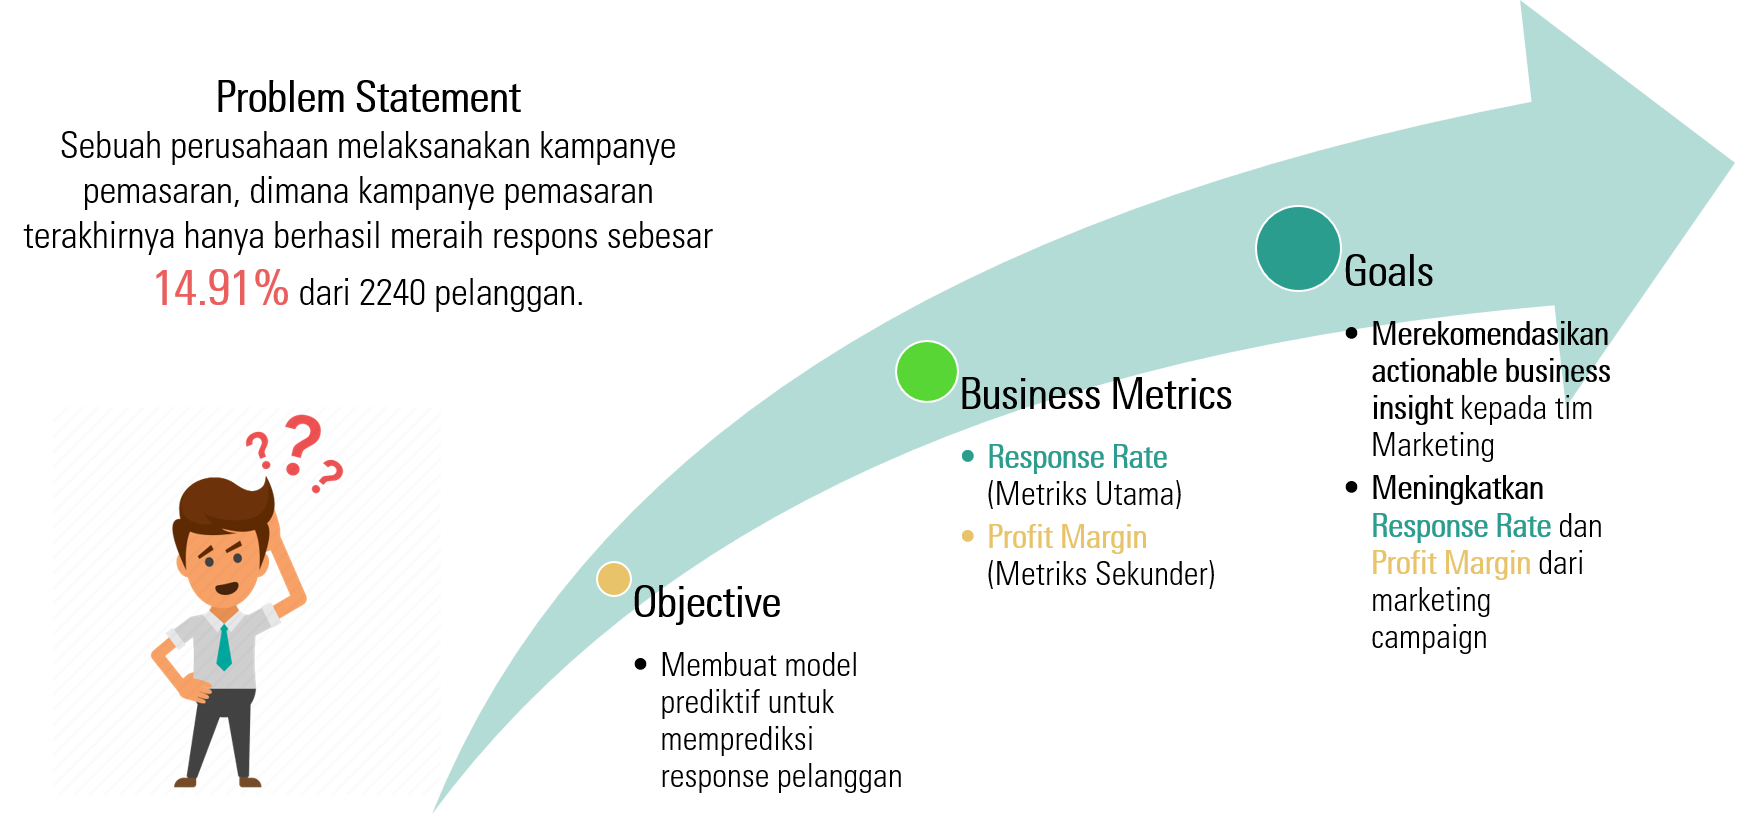 Problem Statement
Sebuah perusahaan melaksanakan kampanye
pemasaran, dimana kampanye pemasaran
terakhirnya hanya berhasil meraih respons sebesar
14.91% dari 2240 pelanggan.
???
Objective
• Membuat model
prediktif untuk
memprediksi
response pelanggan
Business Metrics
• Response Rate
(Metriks Utama)
• Profit Margin
(Metriks Sekunder)
Goals
• Merekomendasikan
actionable business
insight kepada tim
Marketing
• Meningkatkan
Response Rate dan
Profit Margin dari
marketing
campaign